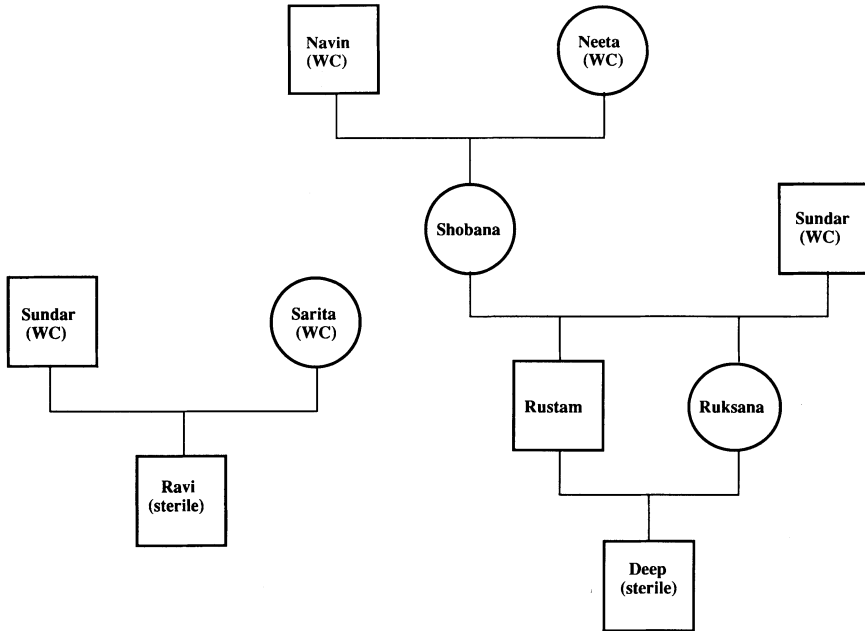 Navin
(WC)
Neeta
(WC)
Shobana
Sundar
(WC)
Sundar
(WC)
Sarita
(WC)
Rustam
Ruksana
Ravi
(sterile)
Deep
(sterile)